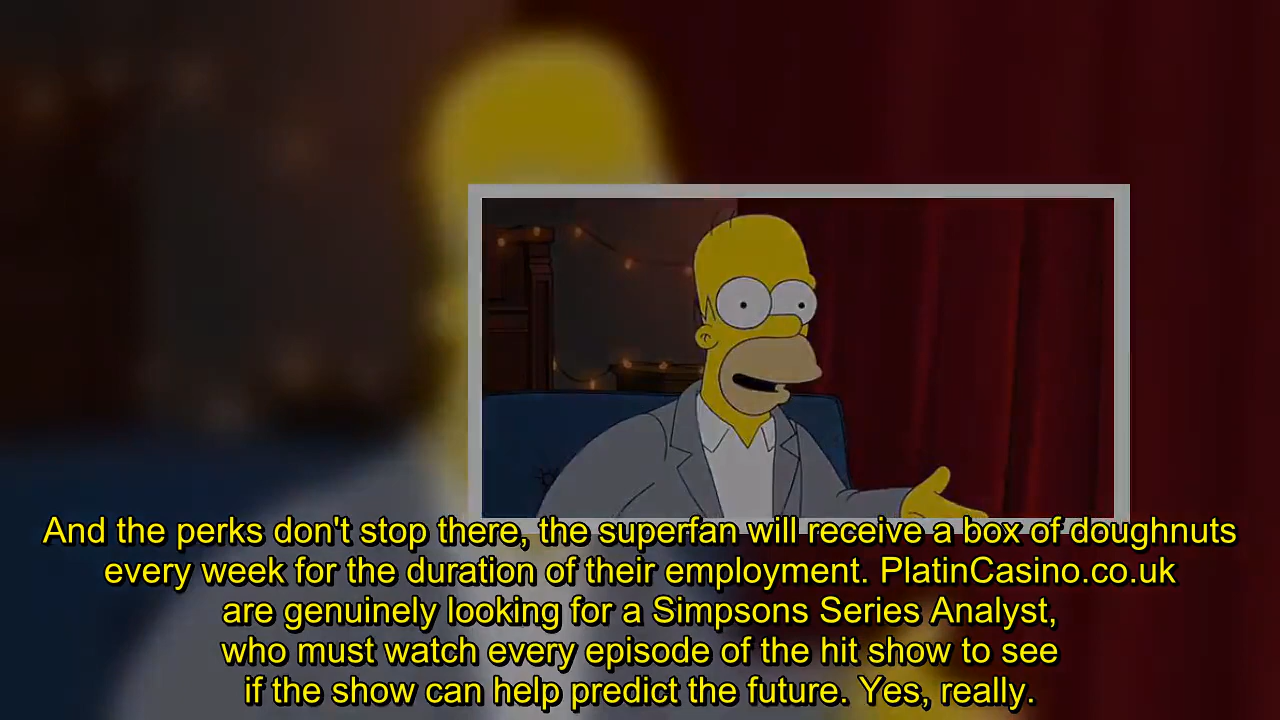 And the perks don't stop there, the superfan will receive a box of doughnuts
every week for the duration of their employment. PlatinCasino.co.uk
are genuinely looking for a Simpsons Series Analyst,
who must watch every episode of the hit show to see
if the show can help predict the future. Yes, really.